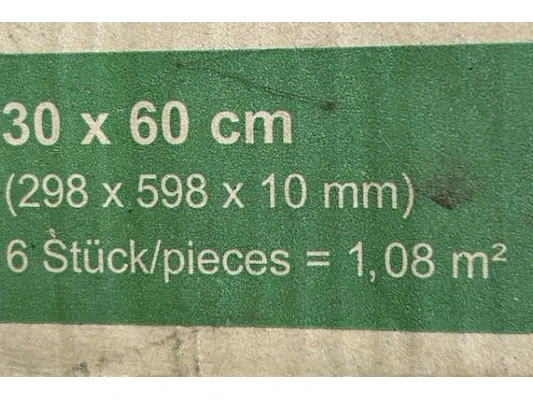 30 x 60 cm
(298 x 598 x 10 mm)
6 Stück/pieces = 1,08 m²